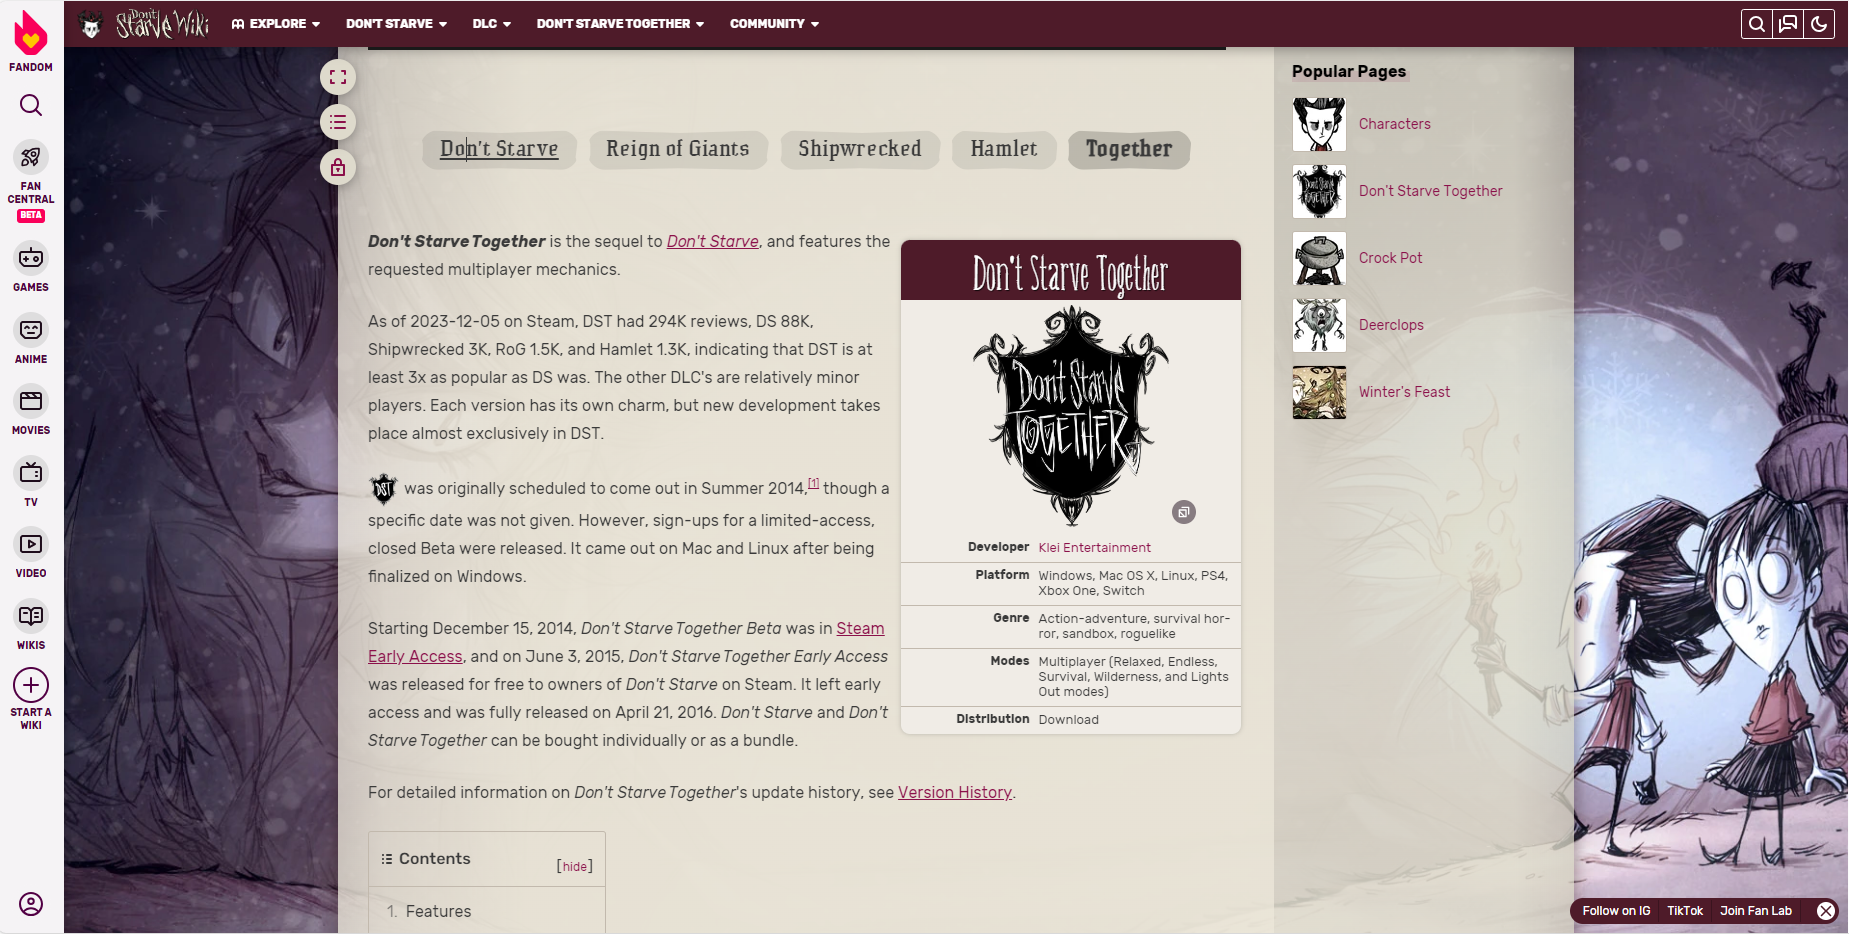 FANDOM
FAN CENTRAL
BETA
GAMES
ANIME
MOVIES
TV
VIDEO
WIKIS
START A WIKI
Don't Starve Wiki
EXPLORE
DON'T STARVE
DLC
DON'T STARVE TOGETHER
COMMUNITY
Don't Starve
Reign of Giants
Shipwrecked
Hamlet
Together
Don't Starve Together is the sequel to Don't Starve, and features the
requested multiplayer mechanics.
As of 2023-12-05 on Steam, DST had 294K reviews, DS 88K,
Shipwrecked 3K, RoG 1.5K, and Hamlet 1.3K, indicating that DST is at
least 3x as popular as DS was. The other DLC's are relatively minor
players. Each version has its own charm, but new development takes
place almost exclusively in DST.
DST was originally scheduled to come out in Summer 2014,[1] though a
specific date was not given. However, sign-ups for a limited-access,
closed Beta were released. It came out on Mac and Linux after being
finalized on Windows.
Starting December 15, 2014, Don't Starve Together Beta was in Steam
Early Access, and on June 3, 2015, Don't Starve Together Early Access
was released for free to owners of Don't Starve on Steam. It left early
access and was fully released on April 21, 2016. Don't Starve and Don't
Starve Together can be bought individually or as a bundle.
For detailed information on Don't Starve Together's update history, see Version History.
Contents
[hide]
1. Features
Don't Starve Together
Don't Starve
TOGETHER
Developer Klei Entertainment
Platform Windows, Mac OS X, Linux, PS4,
Xbox One, Switch
Genre Action-adventure, survival hor-
ror, sandbox, roguelike
Modes Multiplayer (Relaxed, Endless,
Survival, Wilderness, and Lights
Out modes)
Distribution Download
Popular Pages
Characters
Don't Starve
TOGETHER
Don't Starve Together
Crock Pot
Deerclops
Winter's Feast
Follow on IG
TikTok
Join Fan Lab